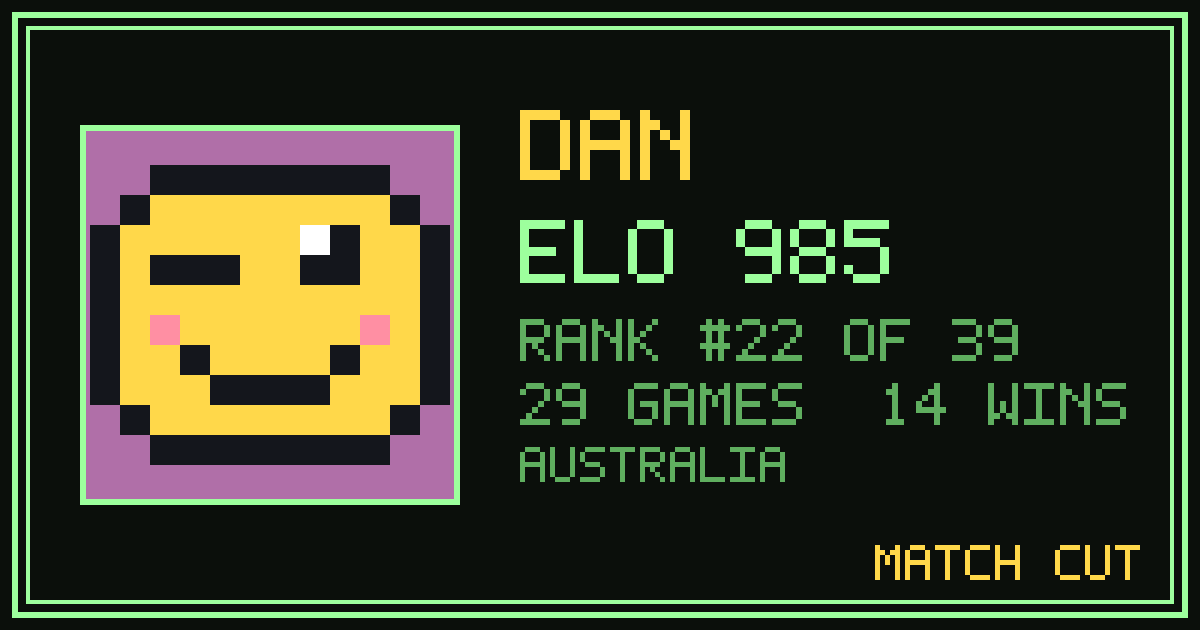 DAN
ELO 985
RANK #22 OF 39
29 GAMES 14 WINS
AUSTRALIA
MATCH CUT